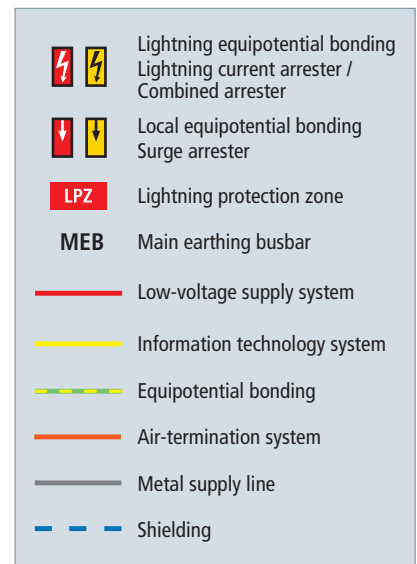 Lightning equipotential bonding
Lightning current arrester /
Combined arrester
Local equipotential bonding
Surge arrester
LPZ Lightning protection zone
MEB Main earthing busbar
Low-voltage supply system
Information technology system
Equipotential bonding
Air-termination system
Metal supply line
Shielding